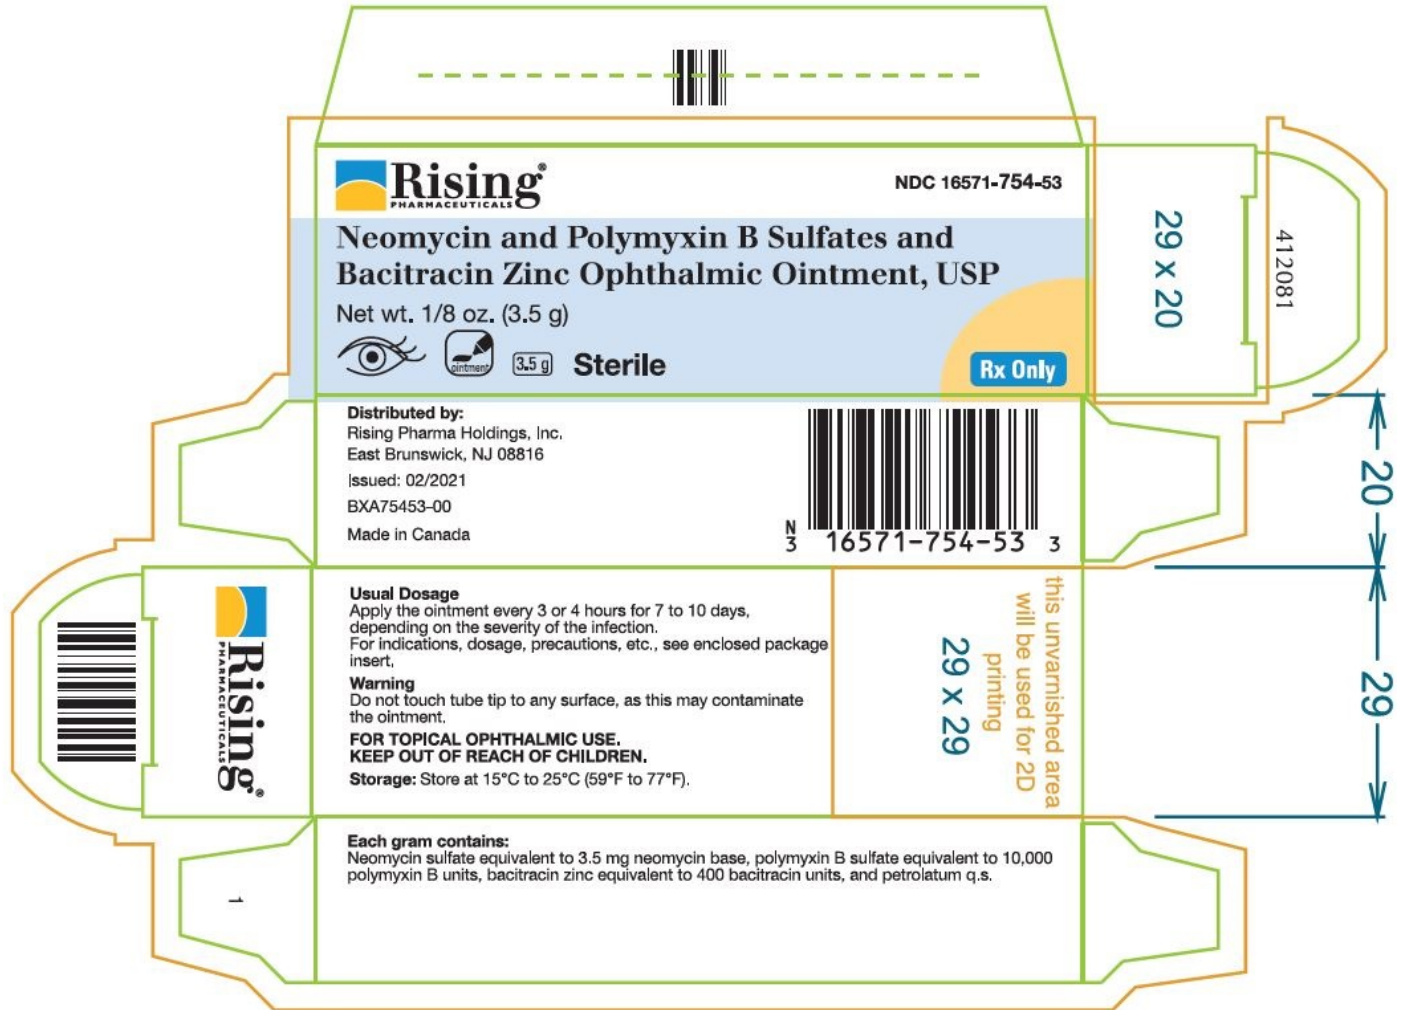 Rising®
PHARMACEUTICALS
NDC 16571-754-53
Neomycin and Polymyxin B Sulfates and
Bacitracin Zinc Ophthalmic Ointment, USP
Net wt. 1/8 oz. (3.5 g)
ointment
3.5 g
Sterile
Rx Only
29 x 20
412081
Distributed by:
Rising Pharma Holdings, Inc.
East Brunswick, NJ 08816
Issued: 02/2021
BXA75453-00
Made in Canada
N
3 16571-754-53 3
20
Rising®
PHARMACEUTICALS
Usual Dosage
Apply the ointment every 3 or 4 hours for 7 to 10 days,
depending on the severity of the infection.
For indications, dosage, precautions, etc., see enclosed package
insert.
Warning
Do not touch tube tip to any surface, as this may contaminate
the ointment.
FOR TOPICAL OPHTHALMIC USE.
KEEP OUT OF REACH OF CHILDREN.
Storage: Store at 15°C to 25°C (59°F to 77°F).
this unvarnished area
will be used for 2D
printing
29 x 29
29
Each gram contains:
Neomycin sulfate equivalent to 3.5 mg neomycin base, polymyxin B sulfate equivalent to 10,000
polymyxin B units, bacitracin zinc equivalent to 400 bacitracin units, and petrolatum q.s.
1